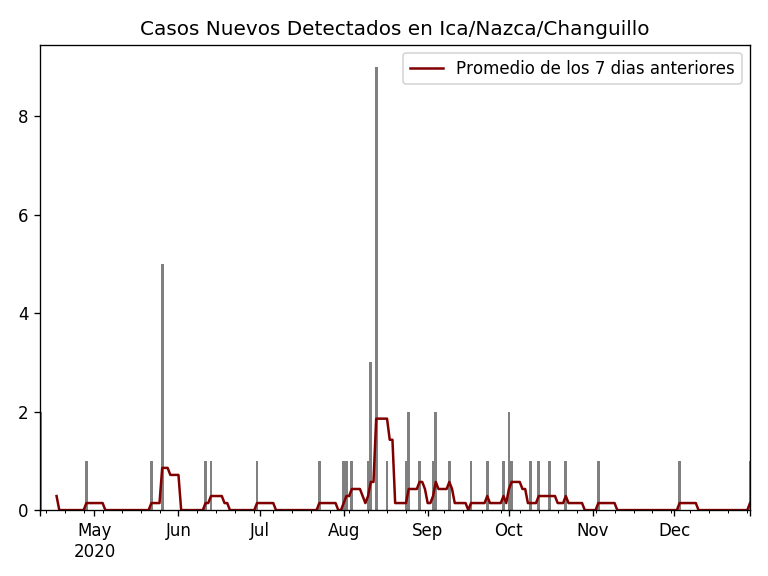 Casos Nuevos Detectados en Ica/Nazca/Changuillo
Promedio de los 7 dias anteriores
8
6
4
2
0
May Jun Jul Aug Sep Oct Nov Dec
2020